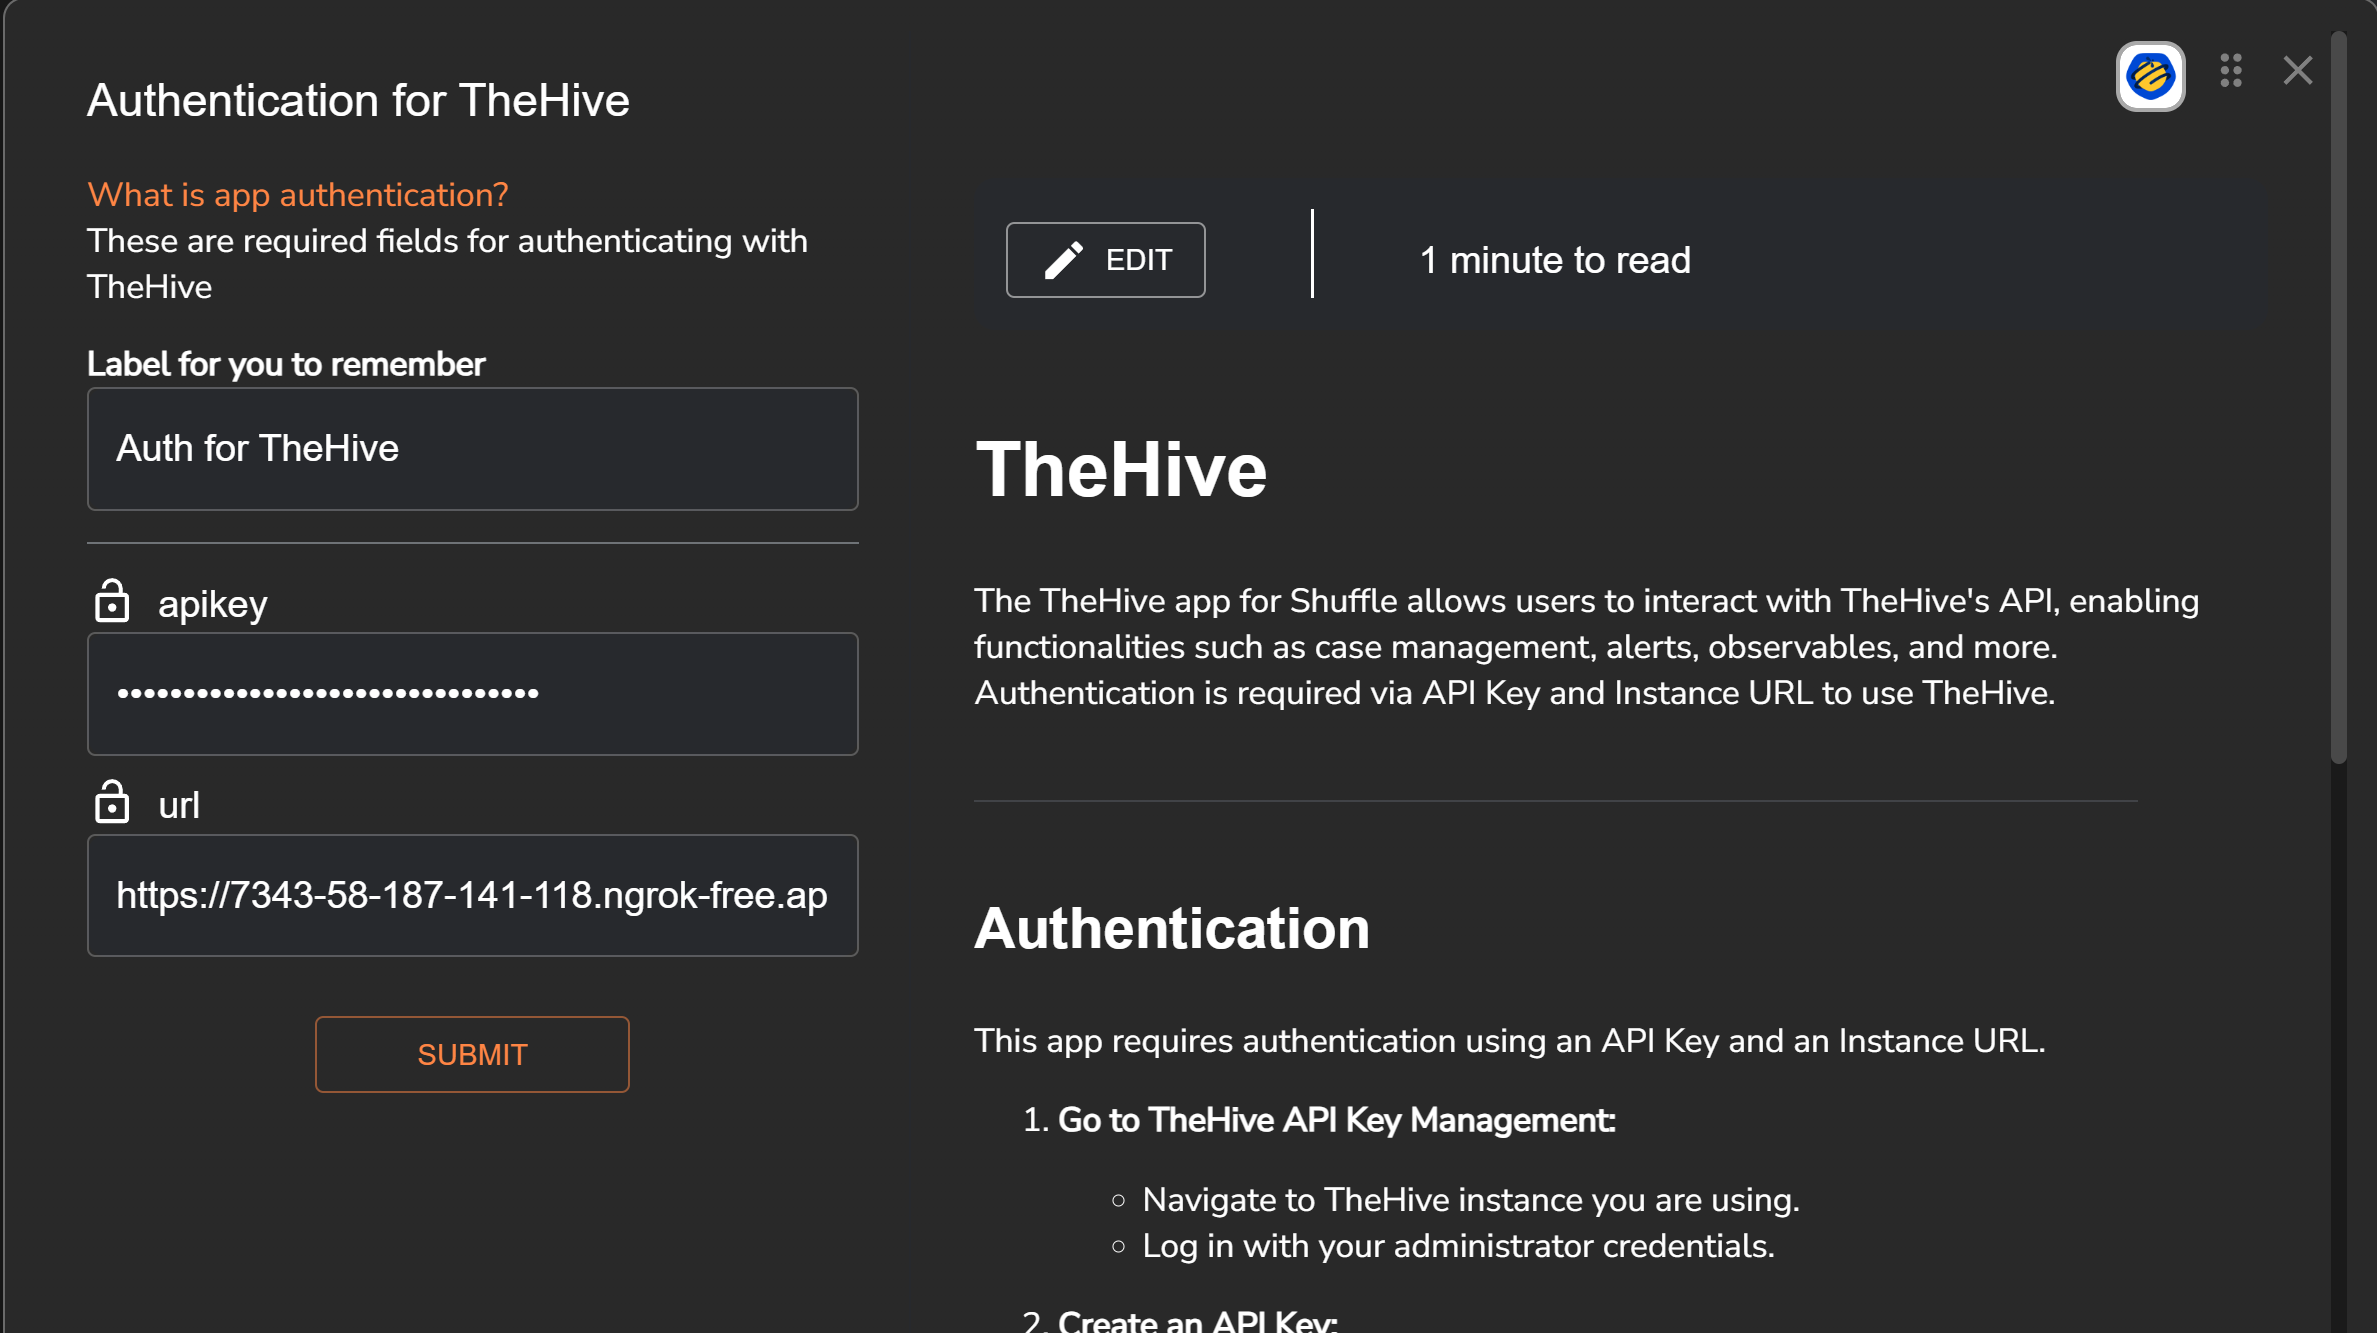 Authentication for TheHive
What is app authentication?
These are required fields for authenticating with
TheHive
Label for you to remember
Auth for TheHive
apikey
••••••••••••••••••••••••••••••••
url
https://7343-58-187-141-118.ngrok-free.ap
SUBMIT
EDIT
1 minute to read
TheHive
The TheHive app for Shuffle allows users to interact with TheHive's API, enabling
functionalities such as case management, alerts, observables, and more.
Authentication is required via API Key and Instance URL to use TheHive.
Authentication
This app requires authentication using an API Key and an Instance URL.
1. Go to TheHive API Key Management:
◦ Navigate to TheHive instance you are using.
◦ Log in with your administrator credentials.
2. Create an API Key: